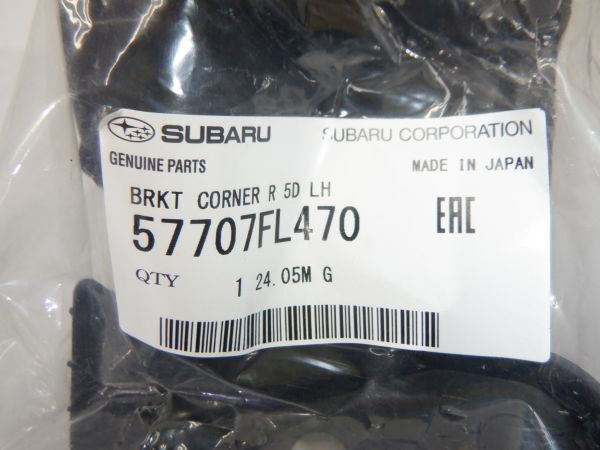 SUBARU SUBARU CORPORATION
GENUINE PARTS MADE IN JAPAN
BRKT CORNER R 5D LH
57707FL470 EAC
QTY 1 24.05M G